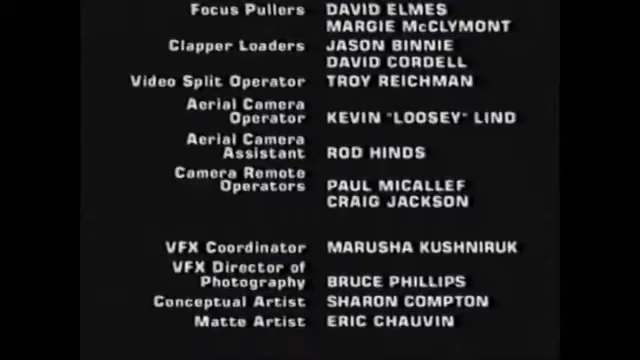 Focus Pullers DAVID ELMES
MARGIE McCLYMONT
Clapper Loaders JASON BINNIE
DAVID CORDELL
Video Split Operator TROY REICHMAN
Aerial Camera
Operator KEVIN "LOOSEY" LIND
Aerial Camera
Assistant ROD HINDS
Camera Remote
Operators PAUL MICALLEF
CRAIG JACKSON
VFX Coordinator MARUSHA KUSHNIRUK
VFX Director of
Photography BRUCE PHILLIPS
Conceptual Artist SHARON COMPTON
Matte Artist ERIC CHAUVIN